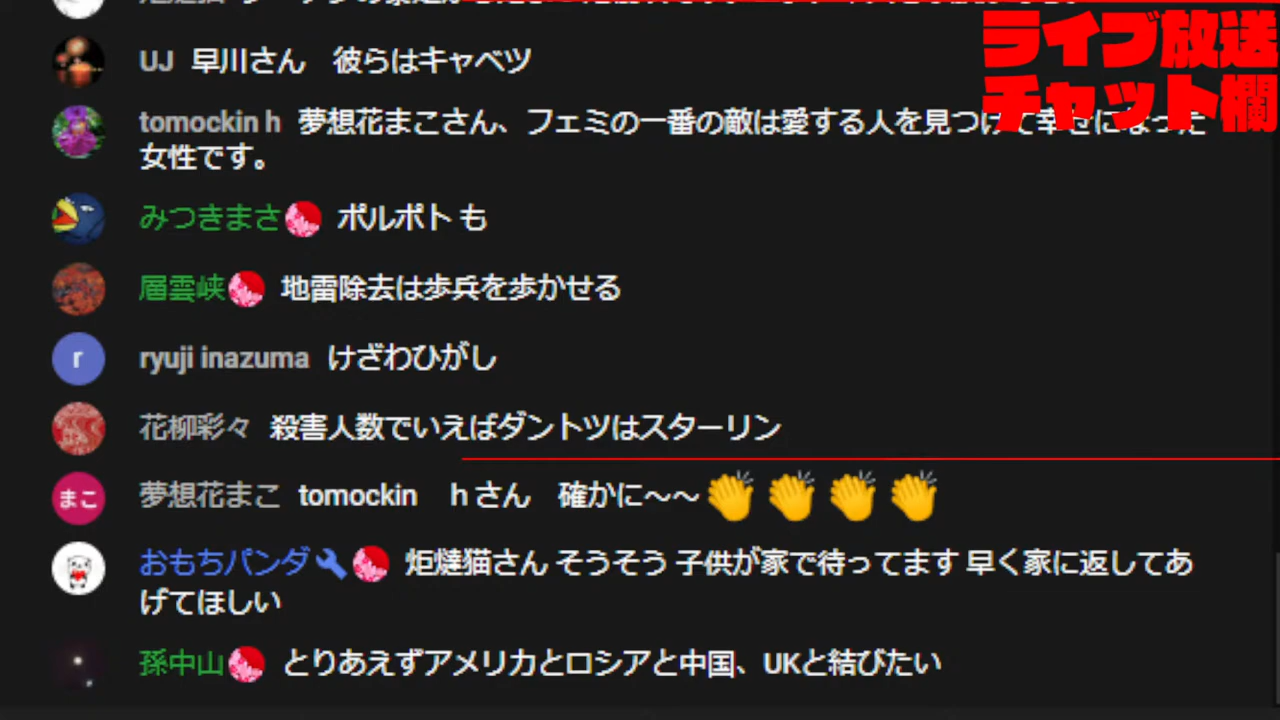 ライブ放送
チャット欄
UJ 早川さん 彼らはキャベツ
tomockin h 夢想花まこさん、フェミの一番の敵は愛する人を見つけて幸せになった
女性です。
みつきまさ ポルポト も
層雲峡 地雷除去は歩兵を歩かせる
r
ryuji inazuma けざわひがし
花柳彩々 殺害人数でいえばダントツはスターリン
まこ
夢想花まこ tomockin hさん 確かに～～👏👏👏👏
おもちパンダ🔧 炬燵猫さん そうそう 子供が家で待ってます 早く家に返してあ
げてほしい
孫中山 とりあえずアメリカとロシアと中国、UKと結びたい